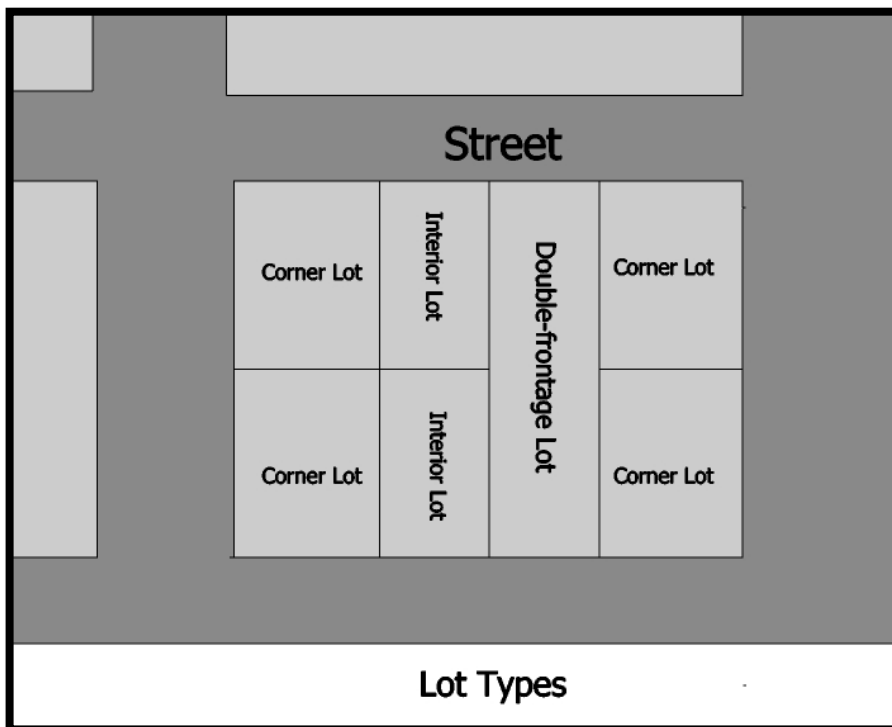 Street
Corner Lot
Interior Lot
Double-frontage Lot
Corner Lot
Corner Lot
Interior Lot
Corner Lot
Lot Types